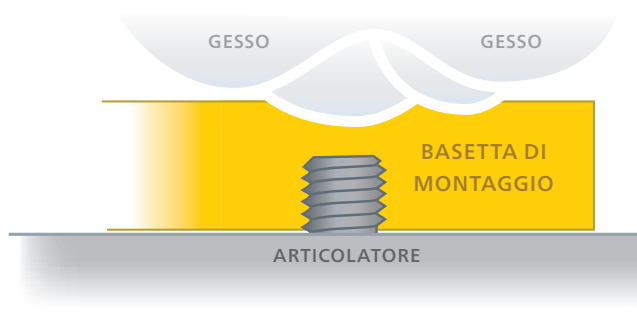 GESSO
GESSO
BASETTA DI
MONTAGGIO
ARTICOLATORE